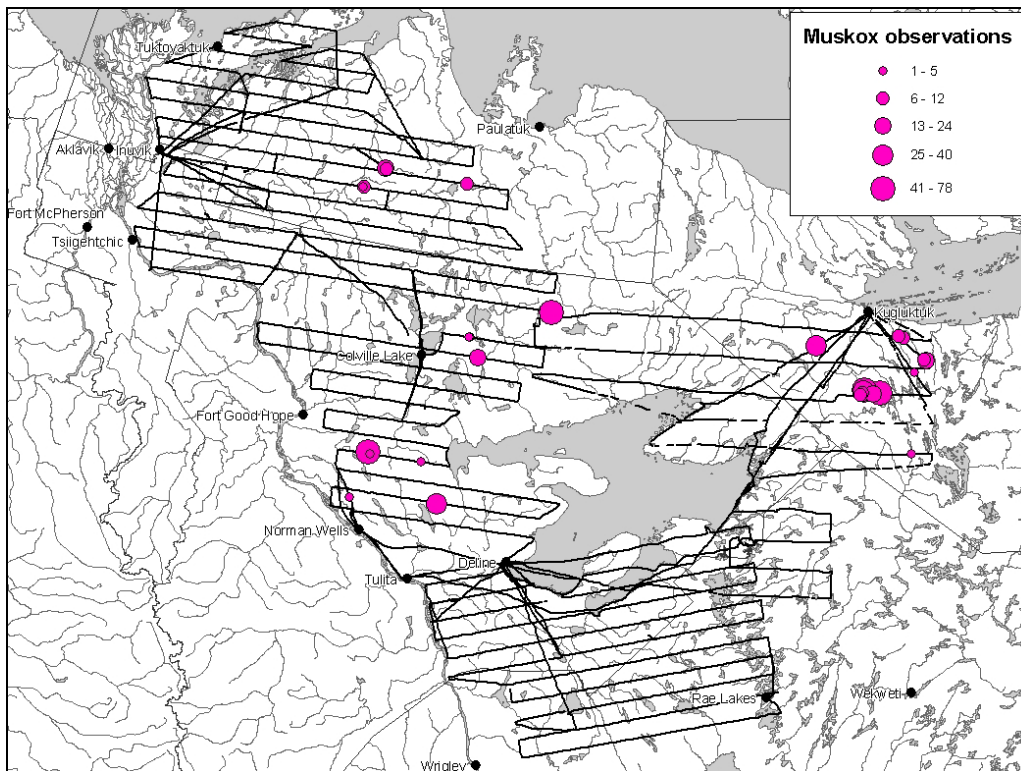 Muskox observations
1 - 5
6 - 12
13 - 24
25 - 40
41 - 78
Tuktoyaktuk
Paulatuk
Aklavik
Inuvik
Fort McPherson
Tsiigehtchic
Kugluktuk
Colville Lake
Fort Good Hope
Norman Wells
Deline
Tulita
Rae Lakes
Wekweti
Wrigley